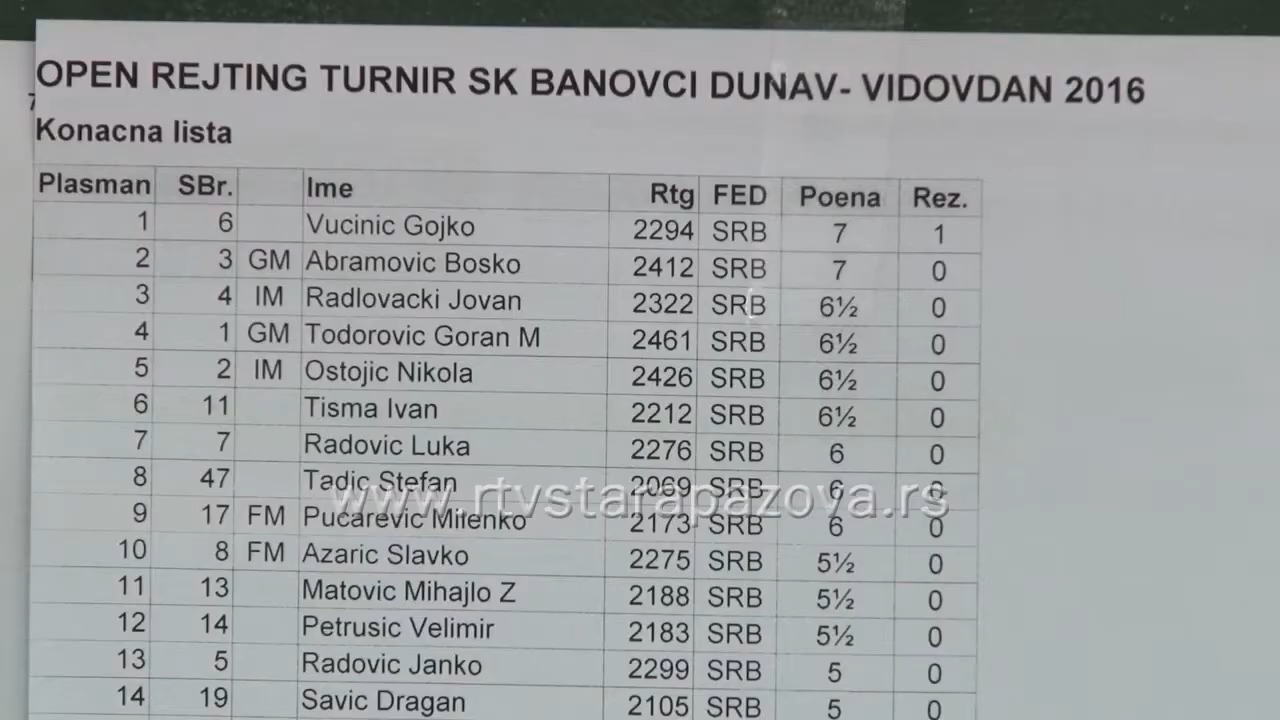 OPEN REJTING TURNIR SK BANOVCI DUNAV- VIDOVDAN 2016
7
Konacna lista
Plasman SBr. Ime Rtg FED Poena Rez.
1 6 Vucinic Gojko 2294 SRB 7 1
2 3 GM Abramovic Bosko 2412 SRB 7 0
3 4 IM Radlovacki Jovan 2322 SRB 6½ 0
4 1 GM Todorovic Goran M 2461 SRB 6½ 0
5 2 IM Ostojic Nikola 2426 SRB 6½ 0
6 11 Tisma Ivan 2212 SRB 6½ 0
7 7 Radovic Luka 2276 SRB 6 0
8 47 Tadic Stefan 2069 SRB 6 0
www.rtvstarapazova.rs
9 17 FM Pucarevic Milenko 2173 SRB 6 0
10 8 FM Azaric Slavko 2275 SRB 5½ 0
11 13 Matovic Mihajlo Z 2188 SRB 5½ 0
12 14 Petrusic Velimir 2183 SRB 5½ 0
13 5 Radovic Janko 2299 SRB 5 0
14 19 Savic Dragan 2105 SRB 5 0